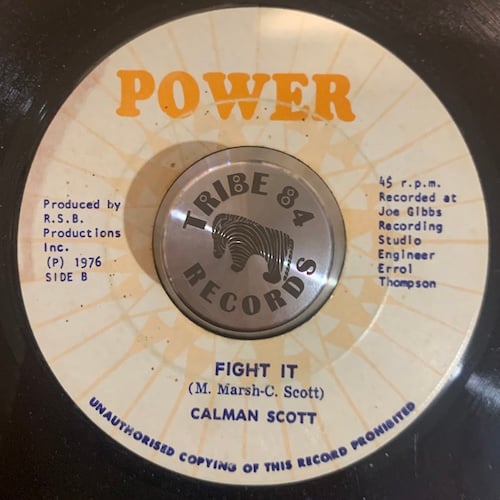 POWER
Produced by
R.S.B.
Productions
Inc.
(P) 1976
SIDE B
45 r.p.m.
Recorded at
Joe Gibbs
Recording
Studio
Engineer
Errol
Thompson
TRIBE 84
RECORDS
FIGHT IT
(M. Marsh-C. Scott)
CALMAN SCOTT
UNAUTHORISED COPYING OF THIS RECORD PROHIBITED